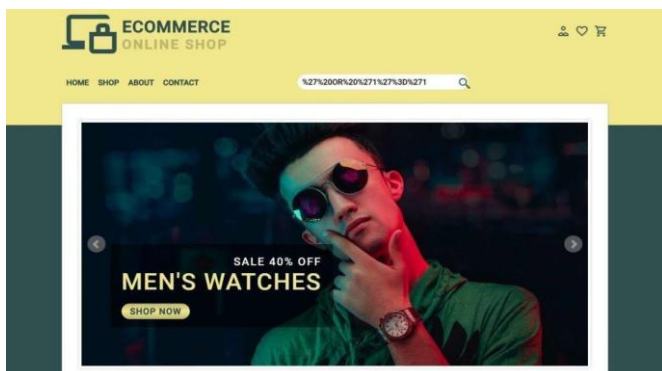 ECOMMERCE
ONLINE SHOP
HOME SHOP ABOUT CONTACT
%27%20OR%20%271%27%3D%271
SALE 40% OFF
MEN'S WATCHES
SHOP NOW